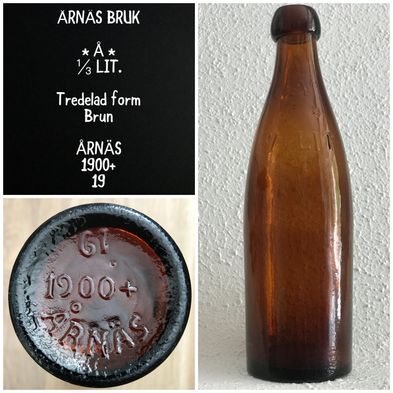 ÅRNÄS BRUK
*Å*
⅓ LIT.
Tredelad form
Brun
ÅRNÄS
1900+
19
19
1900+
ÅRNÄS